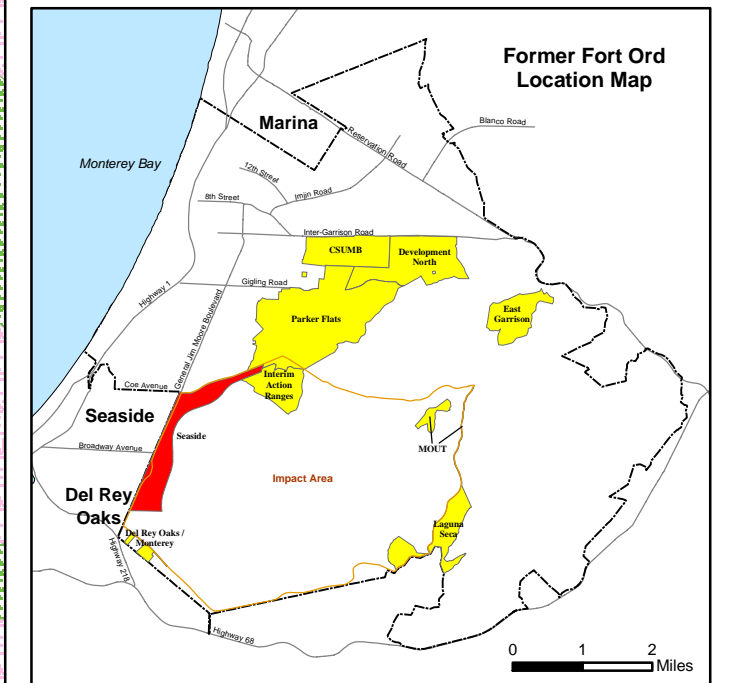 Former Fort Ord
Location Map
Marina
Blanco Road
Reservation Road
Monterey Bay
12th Street
Imjin Road
8th Street
Inter-Garrison Road
CSUMB
Development
North
Gigling Road
Highway 1
General Jim Moore Boulevard
East
Garrison
Parker Flats
Interim
Action
Ranges
Coe Avenue
Seaside
Seaside
Broadway Avenue
MOUT
Impact Area
Del Rey
Oaks
Laguna
Seca
Del Rey Oaks /
Monterey
Highway 218
Highway 68
0 1 2
Miles